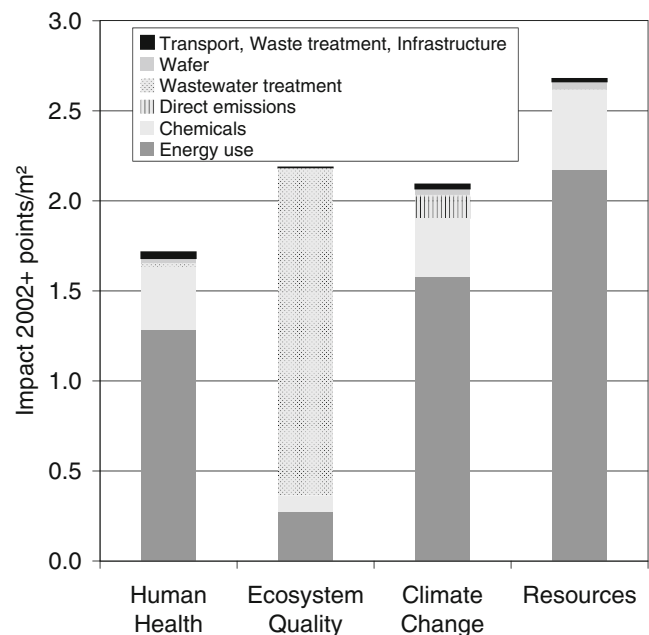 3.0
2.5
2.0
1.5
1.0
0.5
0.0
Impact 2002+ points/m²
Transport, Waste treatment, Infrastructure
Wafer
Wastewater treatment
Direct emissions
Chemicals
Energy use
Human
Health
Ecosystem
Quality
Climate
Change
Resources